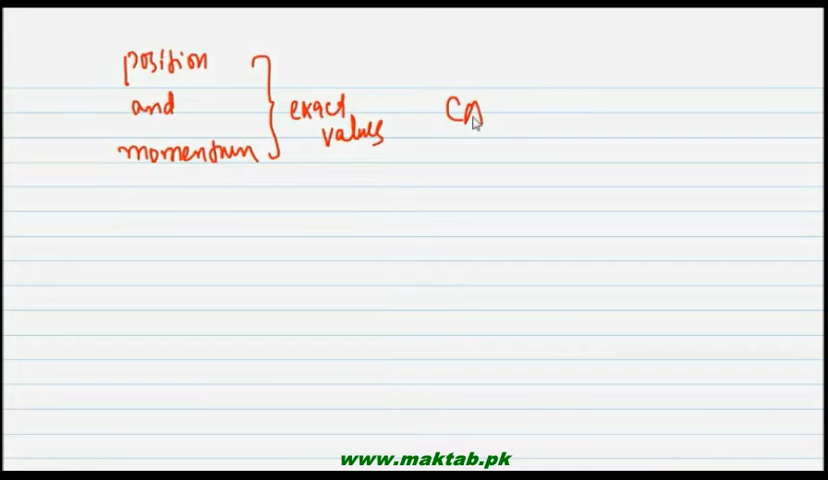 position
and
momentum
exact
values
www.maktab.pk